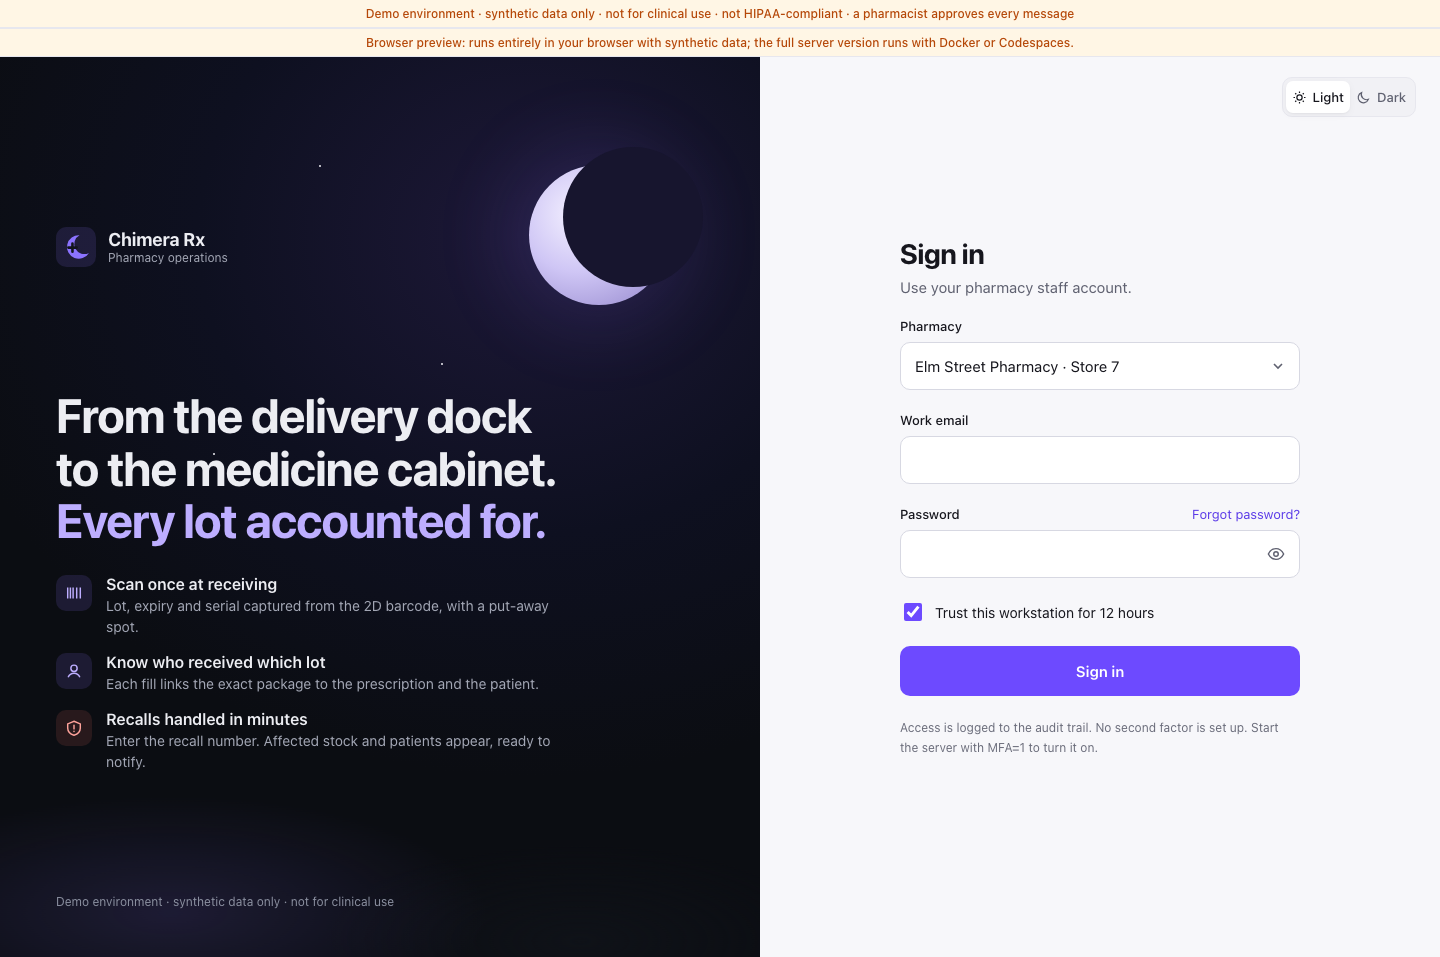 Demo environment · synthetic data only · not for clinical use · not HIPAA-compliant · a pharmacist approves every message
Browser preview: runs entirely in your browser with synthetic data; the full server version runs with Docker or Codespaces.
Chimera Rx
Pharmacy operations
From the delivery dock
to the medicine cabinet.
Every lot accounted for.
Scan once at receiving
Lot, expiry and serial captured from the 2D barcode, with a put-away
spot.
Know who received which lot
Each fill links the exact package to the prescription and the patient.
Recalls handled in minutes
Enter the recall number. Affected stock and patients appear, ready to
notify.
Demo environment · synthetic data only · not for clinical use
Light
Dark
Sign in
Use your pharmacy staff account.
Pharmacy
Elm Street Pharmacy · Store 7
Work email
Password
Forgot password?
Trust this workstation for 12 hours
Sign in
Access is logged to the audit trail. No second factor is set up. Start
the server with MFA=1 to turn it on.